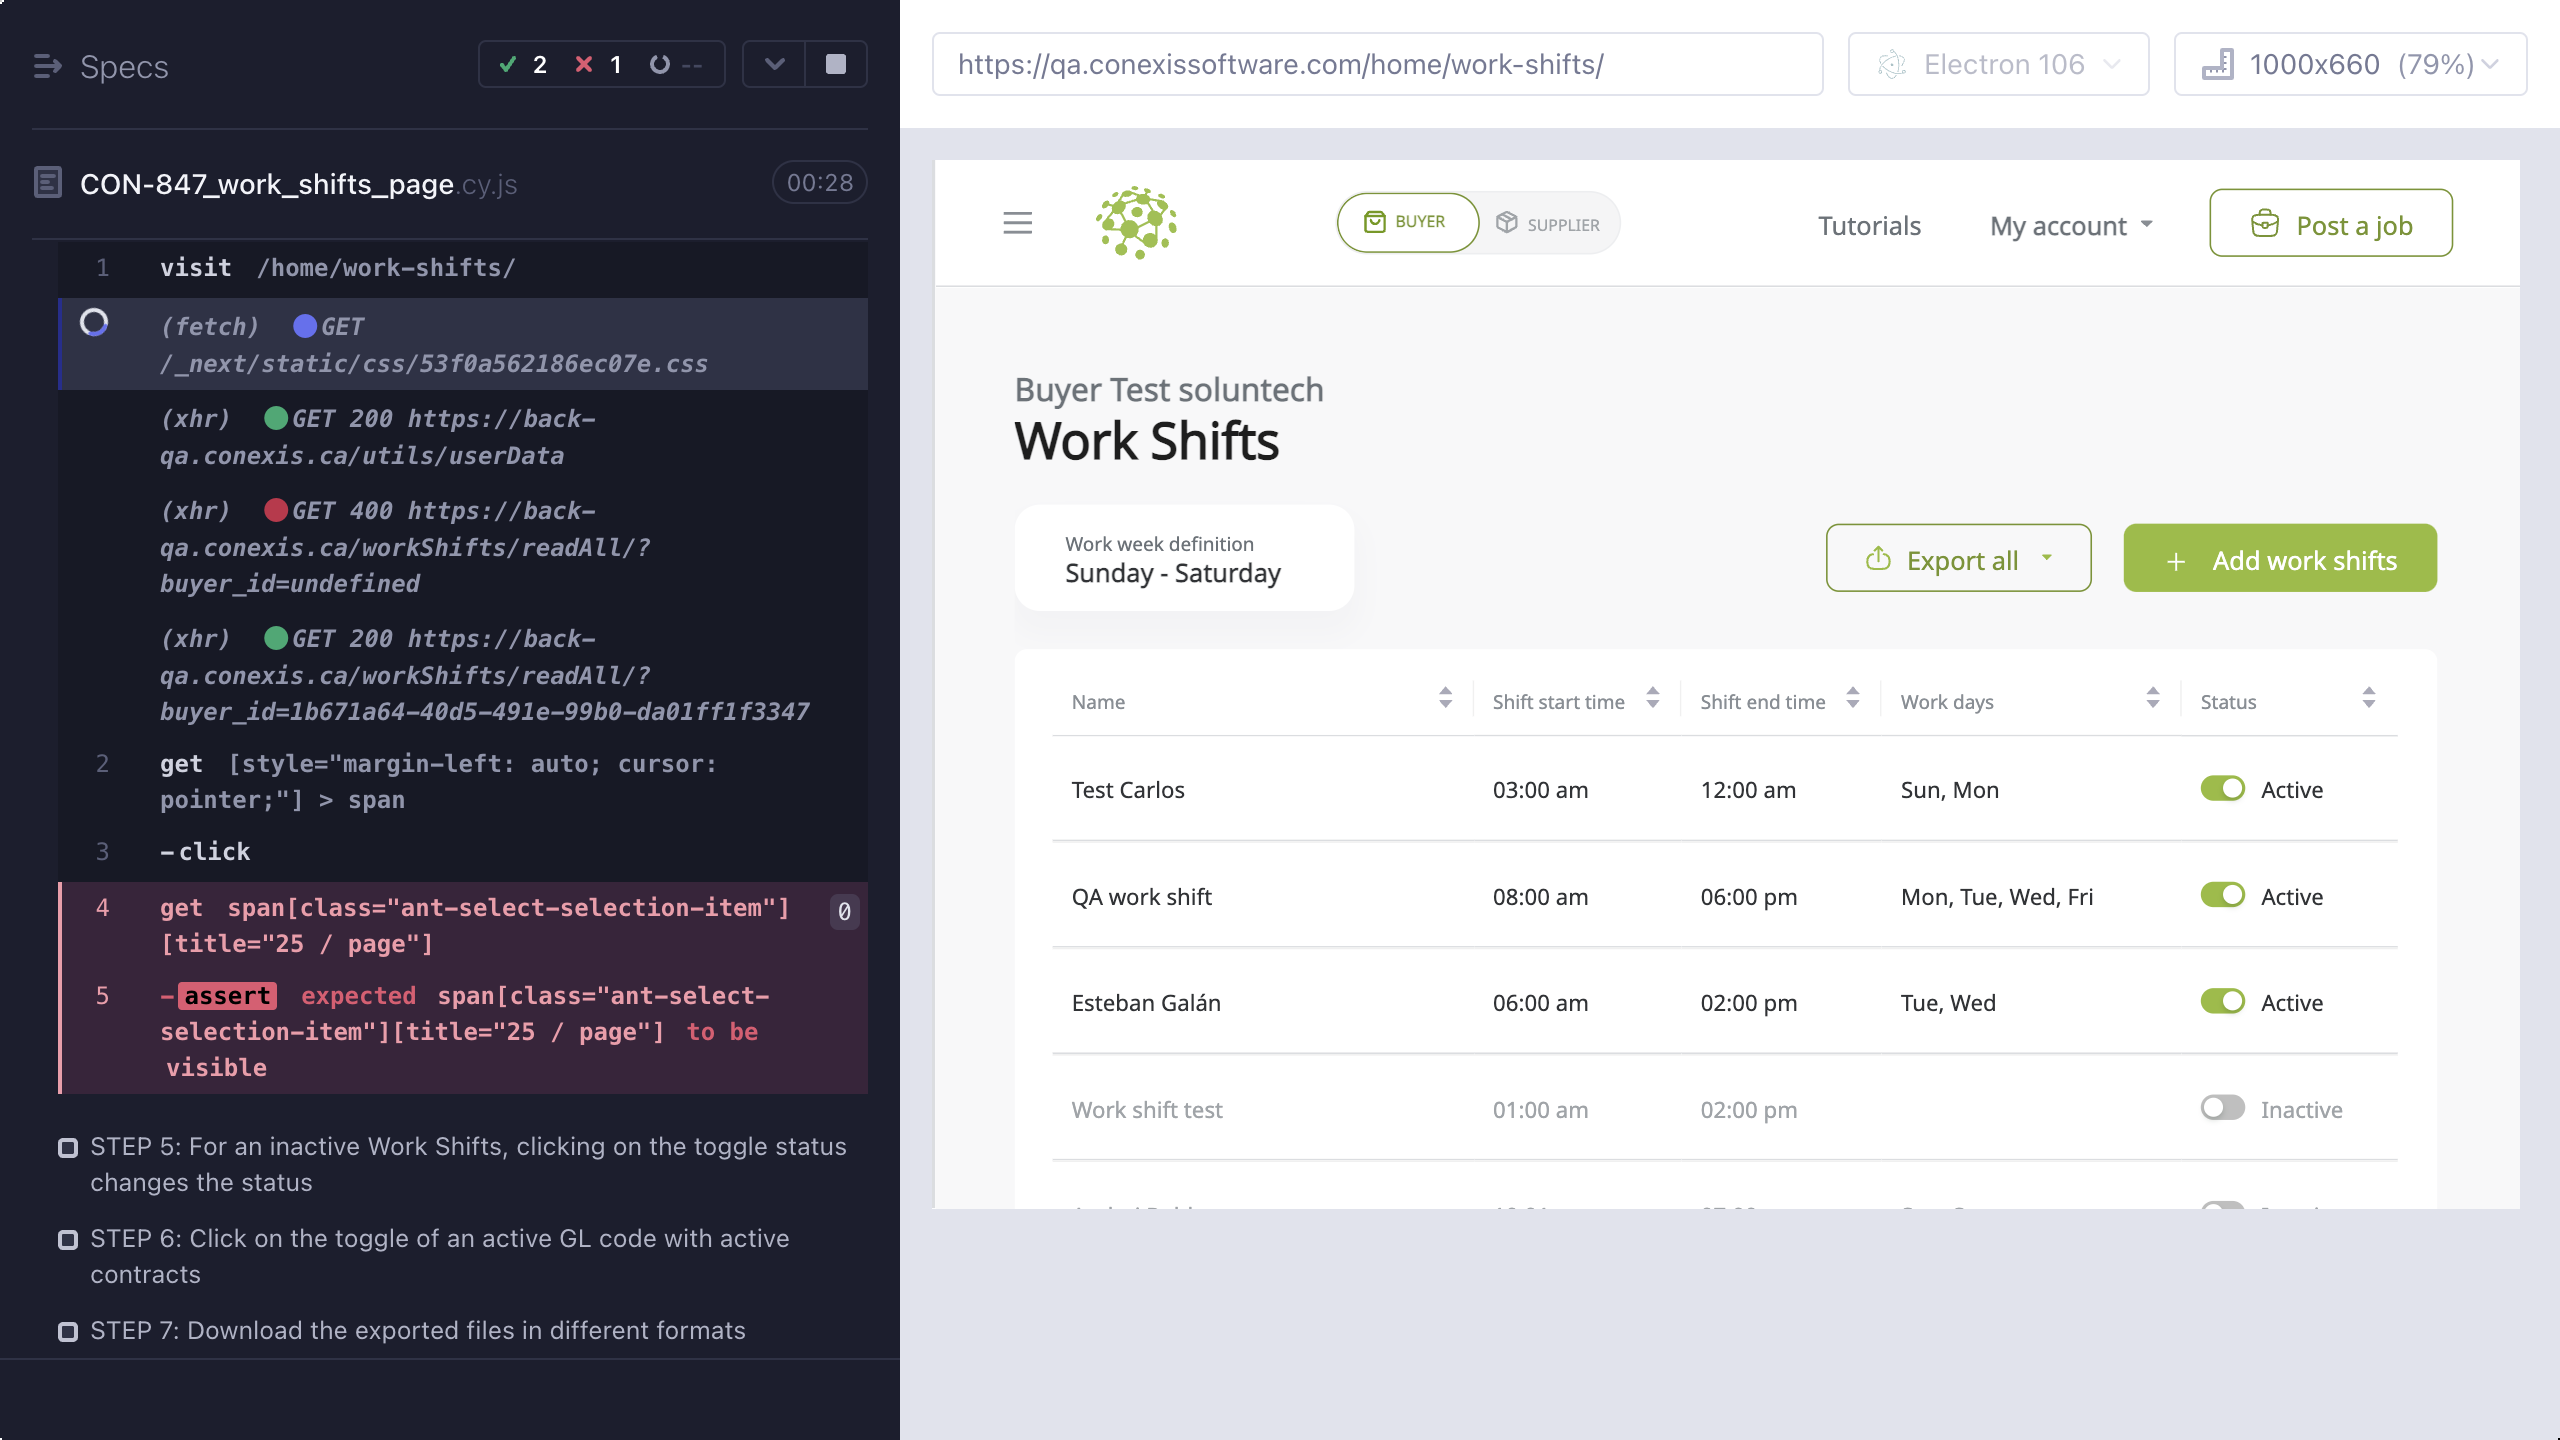 Specs
2 1 --
CON-847_work_shifts_page.cy.js 00:28
1 visit /home/work-shifts/
(fetch) GET
/_next/static/css/53f0a562186ec07e.css
(xhr) GET 200 https://back-
qa.conexis.ca/utils/userData
(xhr) GET 400 https://back-
qa.conexis.ca/workShifts/readAll/?
buyer_id=undefined
(xhr) GET 200 https://back-
qa.conexis.ca/workShifts/readAll/?
buyer_id=1b671a64-40d5-491e-99b0-da01ff1f3347
2 get [style="margin-left: auto; cursor:
pointer;"] > span
3 -click
4 get span[class="ant-select-selection-item"] 0
[title="25 / page"]
5 -assert expected span[class="ant-select-
selection-item"][title="25 / page"] to be
visible
STEP 5: For an inactive Work Shifts, clicking on the toggle status
changes the status
STEP 6: Click on the toggle of an active GL code with active
contracts
STEP 7: Download the exported files in different formats
https://qa.conexissoftware.com/home/work-shifts/
Electron 106
1000x660 (79%)
BUYER SUPPLIER Tutorials My account Post a job
Buyer Test soluntech
Work Shifts
Work week definition
Sunday - Saturday
Export all + Add work shifts
Name Shift start time Shift end time Work days Status
Test Carlos 03:00 am 12:00 am Sun, Mon Active
QA work shift 08:00 am 06:00 pm Mon, Tue, Wed, Fri Active
Esteban Galán 06:00 am 02:00 pm Tue, Wed Active
Work shift test 01:00 am 02:00 pm Inactive